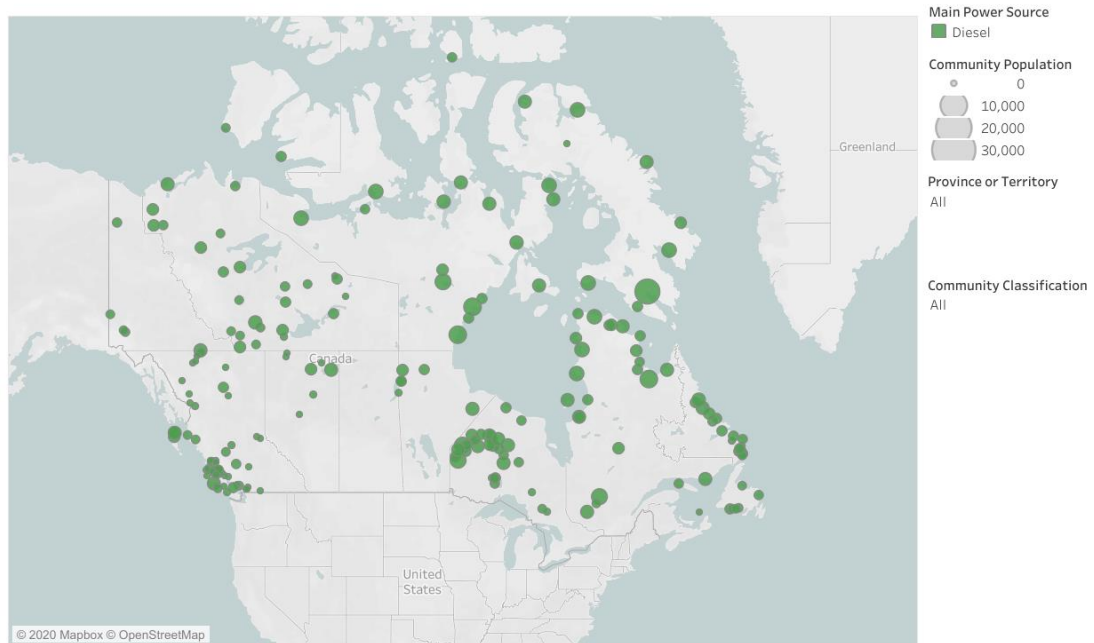 Main Power Source
Diesel
Community Population
0
10,000
20,000
30,000
Province or Territory
All
Community Classification
All
Greenland
Canada
United
States
© 2020 Mapbox © OpenStreetMap